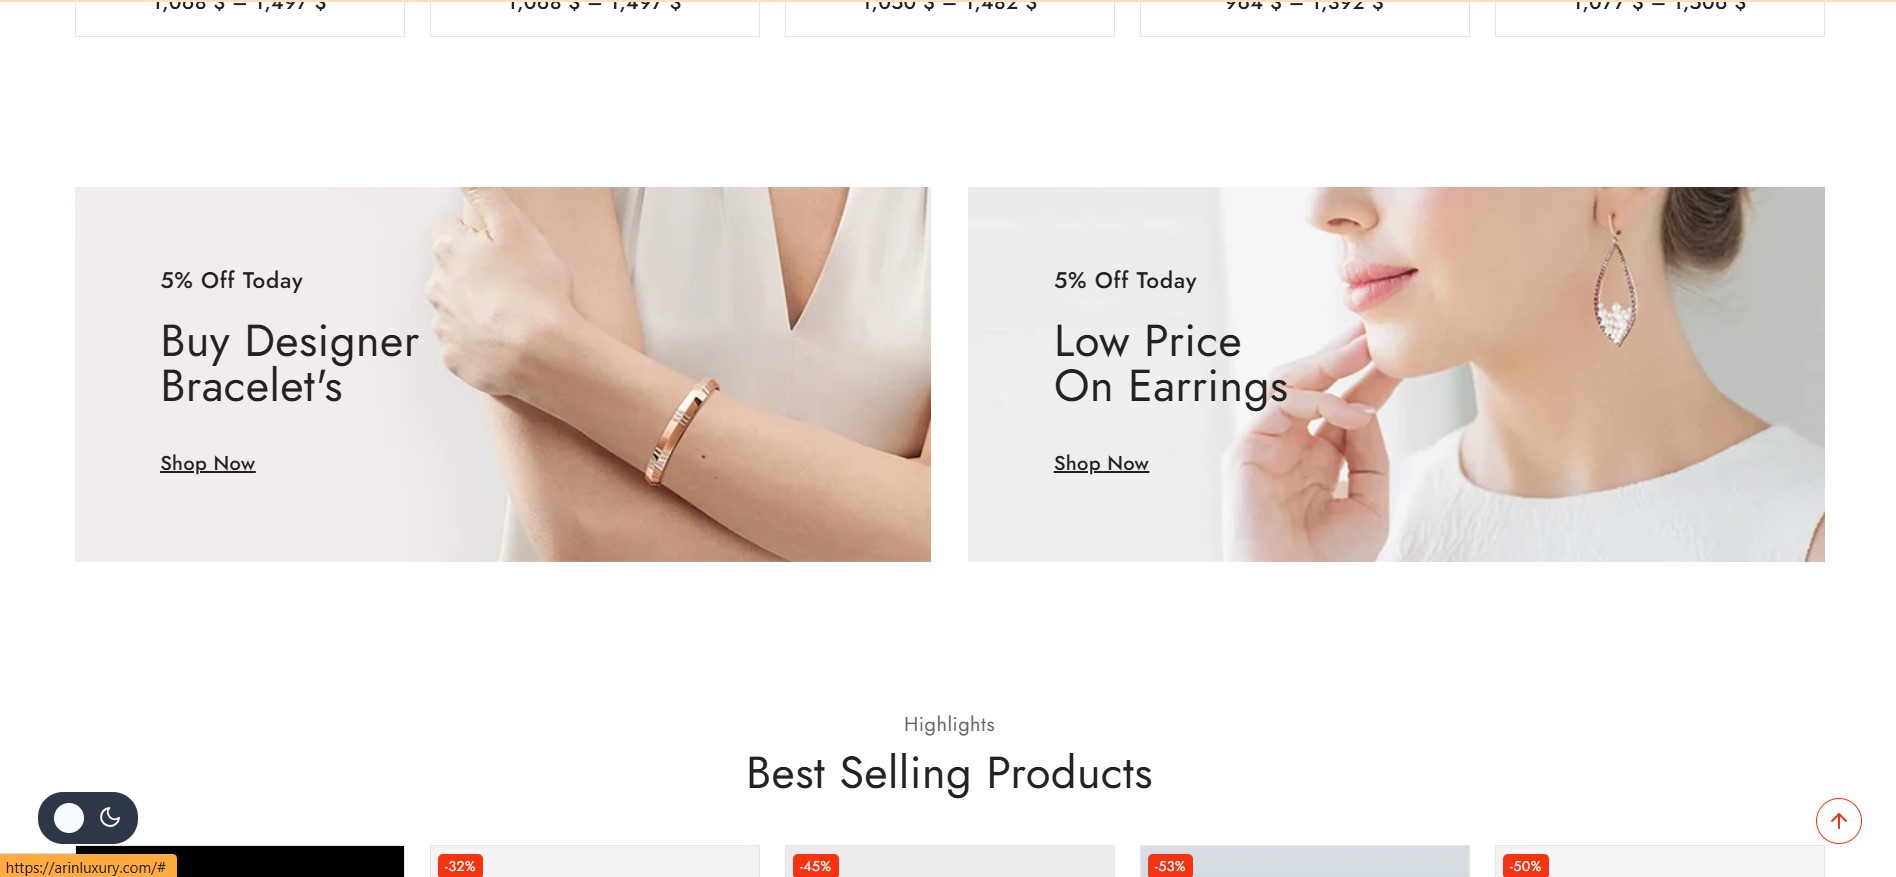 1,068 $ – 1,497 $
1,068 $ – 1,497 $
1,050 $ – 1,482 $
964 $ – 1,392 $
1,077 $ – 1,506 $
5% Off Today
Buy Designer
Bracelet's
Shop Now
5% Off Today
Low Price
On Earrings
Shop Now
Highlights
Best Selling Products
-32%
-45%
-53%
-50%
https://arinluxury.com/#